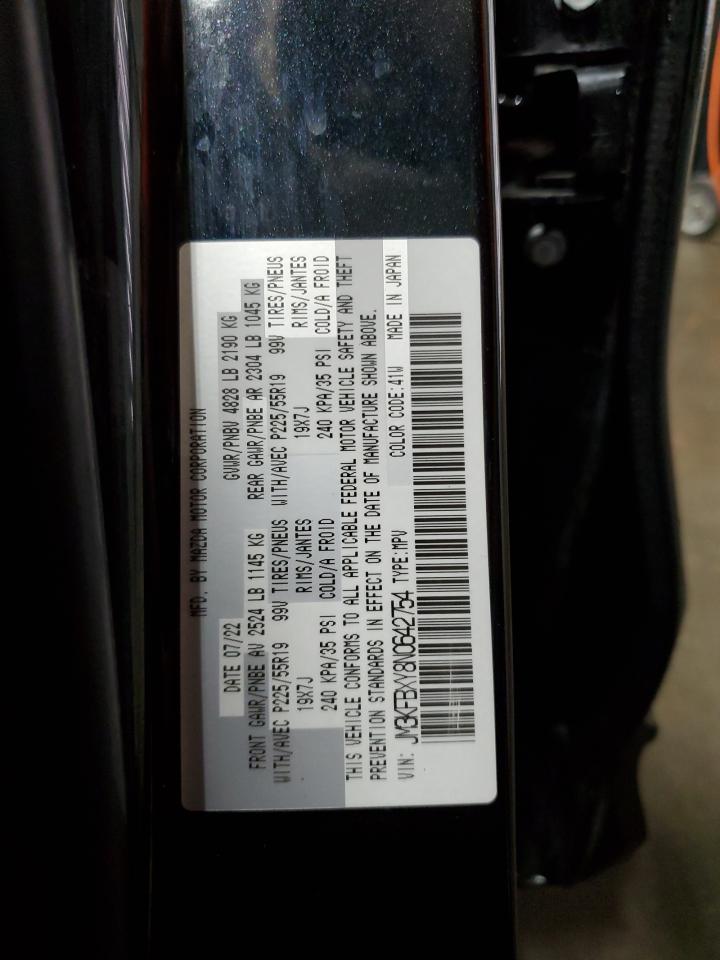 MFD. BY MAZDA MOTOR CORPORATION
DATE 07/22 GVWR/PNBV 4828 LB 2190 KG
FRONT GAWR/PNBE AV 2524 LB 1145 KG REAR GAWR/PNBE AR 2304 LB 1045 KG
WITH/AVEC P225/55R19 99V TIRES/PNEUS WITH/AVEC P225/55R19 99V TIRES/PNEUS
19X7J RIMS/JANTES 19X7J RIMS/JANTES
240 KPA/35 PSI COLD/A FROID 240 KPA/35 PSI COLD/A FROID
THIS VEHICLE CONFORMS TO ALL APPLICABLE FEDERAL MOTOR VEHICLE SAFETY AND THEFT
PREVENTION STANDARDS IN EFFECT ON THE DATE OF MANUFACTURE SHOWN ABOVE.
VIN: JM3KFBXY8N0642754 TYPE:MPV COLOR CODE:41W MADE IN JAPAN